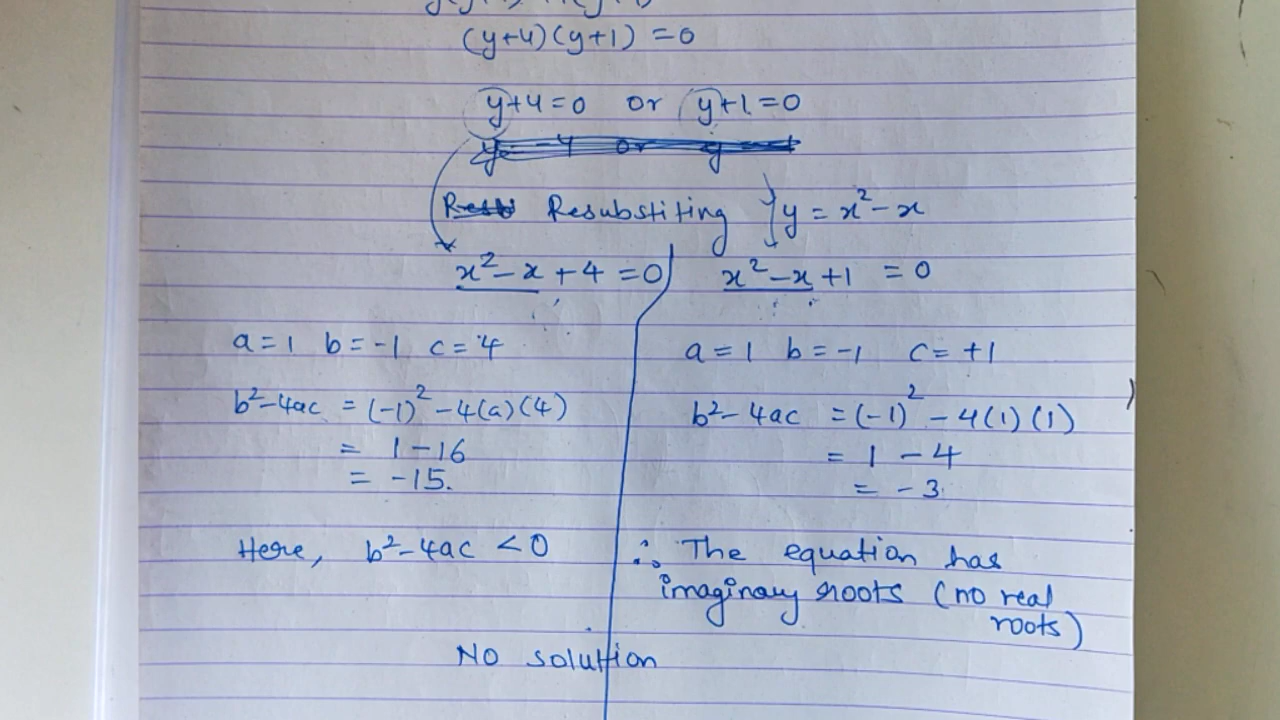 (y+4)(y+1) = 0
y+4=0 or y+1=0
Resubstiting y = x²-x
x²-x+4=0
x²-x+1 = 0
a=1 b=-1 c=4
b²-4ac = (-1)²-4(a)(4)
= 1-16
= -15.
Here, b²-4ac <0
a=1 b=-1 c=+1
b²-4ac = (-1)²-4(1)(1)
= 1-4
= -3.
∴ The equation has
imaginary roots (no real
roots)
No solution